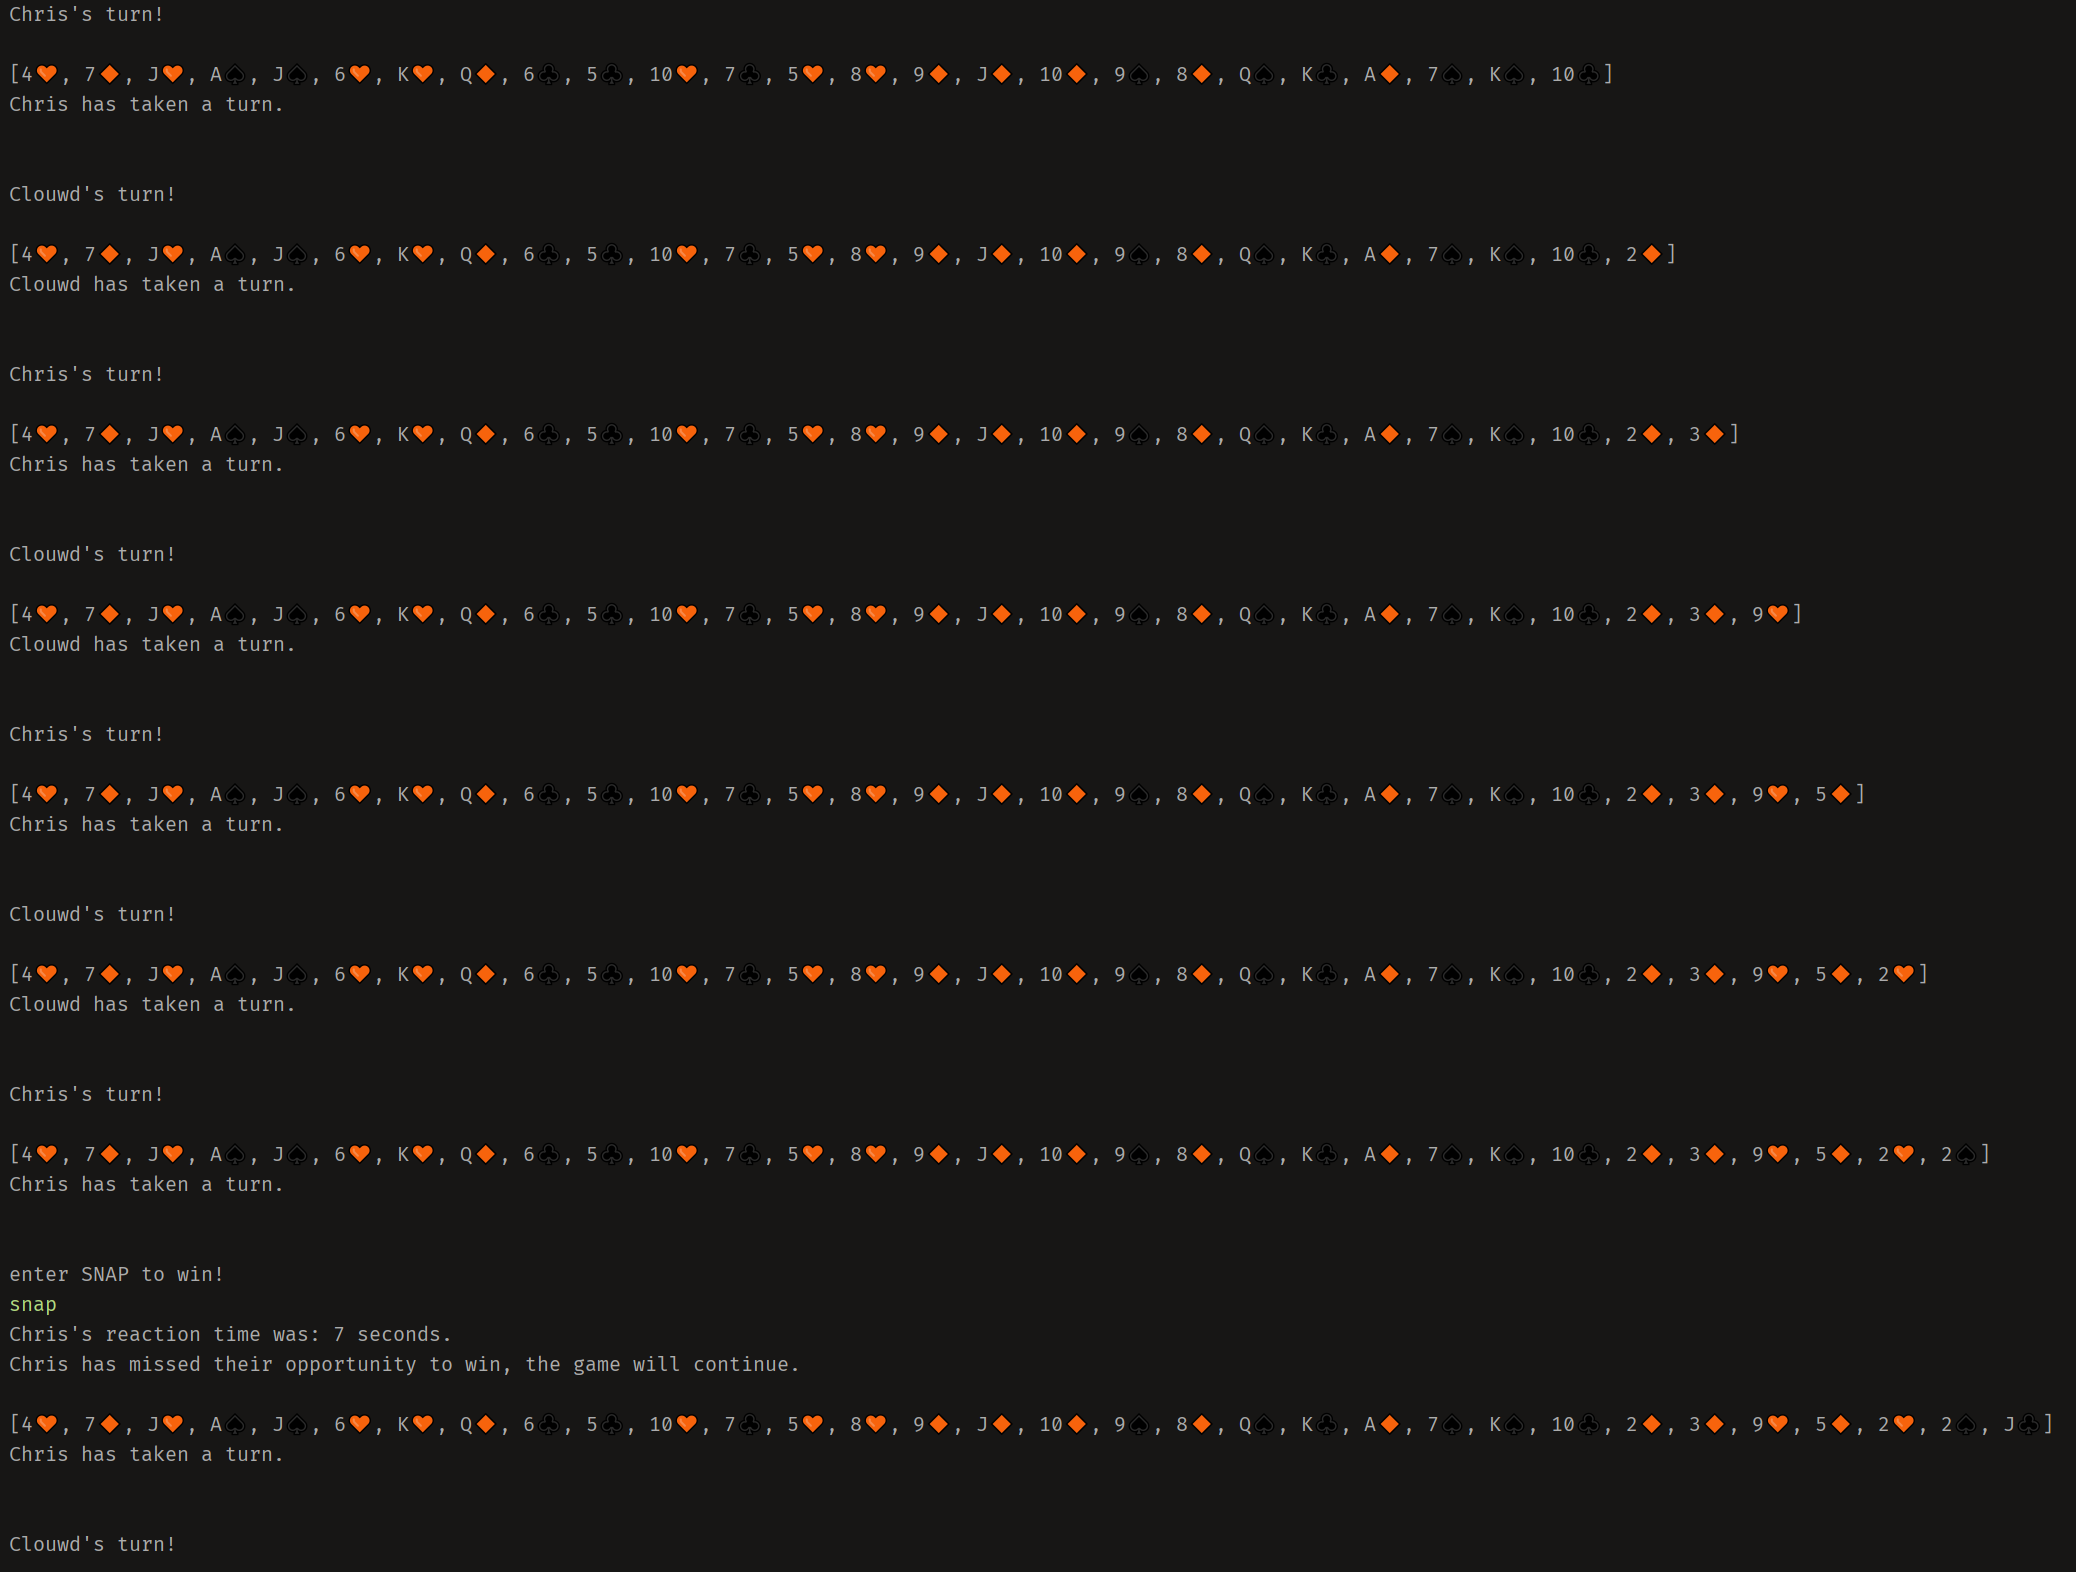 Chris's turn!
[4♥, 7♦, J♥, A♠, J♠, 6♥, K♥, Q♦, 6♣, 5♣, 10♥, 7♣, 5♥, 8♥, 9♦, J♦, 10♦, 9♠, 8♦, Q♠, K♣, A♦, 7♠, K♠, 10♣]
Chris has taken a turn.
Clouwd's turn!
[4♥, 7♦, J♥, A♠, J♠, 6♥, K♥, Q♦, 6♣, 5♣, 10♥, 7♣, 5♥, 8♥, 9♦, J♦, 10♦, 9♠, 8♦, Q♠, K♣, A♦, 7♠, K♠, 10♣, 2♦]
Clouwd has taken a turn.
Chris's turn!
[4♥, 7♦, J♥, A♠, J♠, 6♥, K♥, Q♦, 6♣, 5♣, 10♥, 7♣, 5♥, 8♥, 9♦, J♦, 10♦, 9♠, 8♦, Q♠, K♣, A♦, 7♠, K♠, 10♣, 2♦, 3♦]
Chris has taken a turn.
Clouwd's turn!
[4♥, 7♦, J♥, A♠, J♠, 6♥, K♥, Q♦, 6♣, 5♣, 10♥, 7♣, 5♥, 8♥, 9♦, J♦, 10♦, 9♠, 8♦, Q♠, K♣, A♦, 7♠, K♠, 10♣, 2♦, 3♦, 9♥]
Clouwd has taken a turn.
Chris's turn!
[4♥, 7♦, J♥, A♠, J♠, 6♥, K♥, Q♦, 6♣, 5♣, 10♥, 7♣, 5♥, 8♥, 9♦, J♦, 10♦, 9♠, 8♦, Q♠, K♣, A♦, 7♠, K♠, 10♣, 2♦, 3♦, 9♥, 5♦]
Chris has taken a turn.
Clouwd's turn!
[4♥, 7♦, J♥, A♠, J♠, 6♥, K♥, Q♦, 6♣, 5♣, 10♥, 7♣, 5♥, 8♥, 9♦, J♦, 10♦, 9♠, 8♦, Q♠, K♣, A♦, 7♠, K♠, 10♣, 2♦, 3♦, 9♥, 5♦, 2♥]
Clouwd has taken a turn.
Chris's turn!
[4♥, 7♦, J♥, A♠, J♠, 6♥, K♥, Q♦, 6♣, 5♣, 10♥, 7♣, 5♥, 8♥, 9♦, J♦, 10♦, 9♠, 8♦, Q♠, K♣, A♦, 7♠, K♠, 10♣, 2♦, 3♦, 9♥, 5♦, 2♥, 2♠]
Chris has taken a turn.
enter SNAP to win!
snap
Chris's reaction time was: 7 seconds.
Chris has missed their opportunity to win, the game will continue.
[4♥, 7♦, J♥, A♠, J♠, 6♥, K♥, Q♦, 6♣, 5♣, 10♥, 7♣, 5♥, 8♥, 9♦, J♦, 10♦, 9♠, 8♦, Q♠, K♣, A♦, 7♠, K♠, 10♣, 2♦, 3♦, 9♥, 5♦, 2♥, 2♠, J♣]
Chris has taken a turn.
Clouwd's turn!